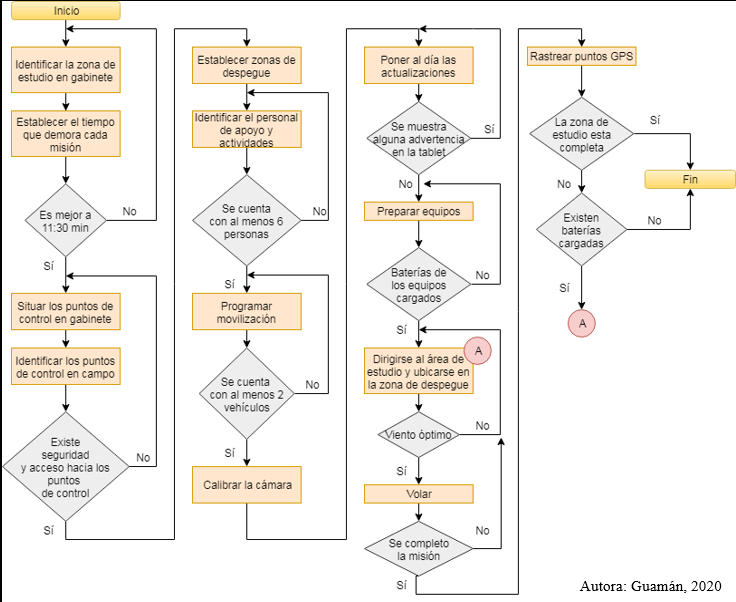 Inicio
Identificar la zona de
estudio en gabinete
Establecer el tiempo
que demora cada
misión
Es mejor a
11:30 min
No
Sí
Situar los puntos de
control en gabinete
Identificar los puntos
de control en campo
Existe
seguridad
y acceso hacia los
puntos
de control
No
Sí
Establecer zonas de
despegue
Identificar el personal
de apoyo y
actividades
Se cuenta
con al menos 6
personas
No
Sí
Programar
movilización
Se cuenta
con al menos 2
vehículos
No
Sí
Calibrar la cámara
Poner al día las
actualizaciones
Se muestra
alguna advertencia
en la tablet
Sí
No
Preparar equipos
Baterías de
los equipos
cargados
No
Sí
A
Dirigirse al área de
estudio y ubicarse en
la zona de despegue
Viento óptimo
No
Sí
Volar
Se completo
la misión
No
Sí
Rastrear puntos GPS
La zona de
estudio esta
completa
Sí
No
Fin
Existen
baterías
cargadas
No
Sí
A
Autora: Guamán, 2020